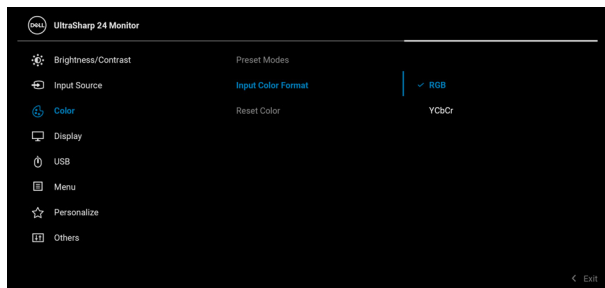 DELL UltraSharp 24 Monitor
Brightness/Contrast Preset Modes
Input Source Input Color Format RGB
Color Reset Color YCbCr
Display
USB
Menu
Personalize
Others
Exit